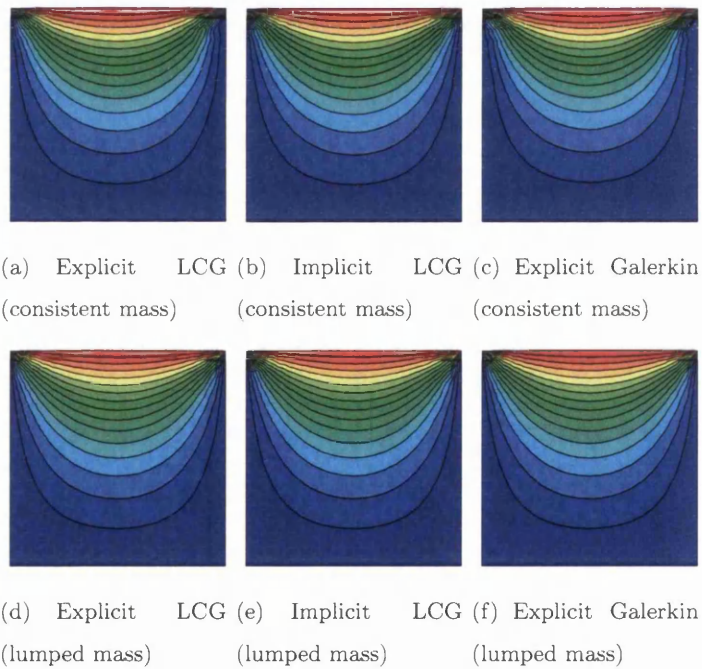 (a) Explicit LCG (b) Implicit LCG (c) Explicit Galerkin
(consistent mass) (consistent mass) (consistent mass)
(d) Explicit LCG (e) Implicit LCG (f) Explicit Galerkin
(lumped mass) (lumped mass) (lumped mass)